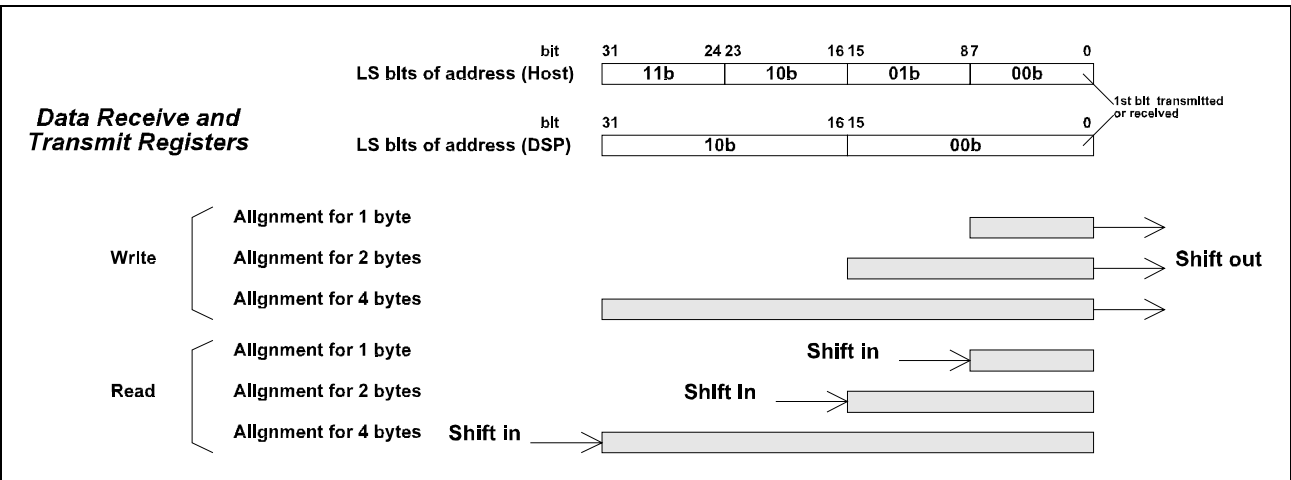 bit 31 24 23 16 15 8 7 0
LS bits of address (Host) 11b 10b 01b 00b
1st bit transmitted
or received
Data Receive and
Transmit Registers
bit 31 16 15 0
LS bits of address (DSP) 10b 00b
Write
Alignment for 1 byte
Alignment for 2 bytes
Alignment for 4 bytes
Shift out
Read
Alignment for 1 byte Shift in
Alignment for 2 bytes Shift In
Alignment for 4 bytes Shift in